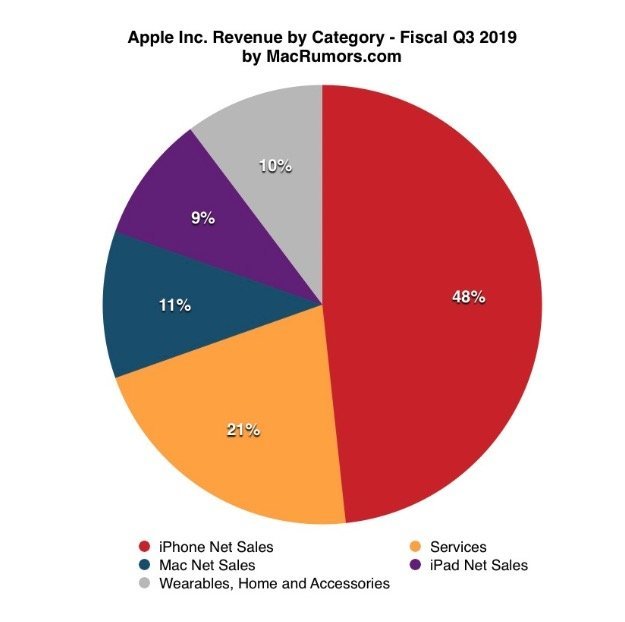 Apple Inc. Revenue by Category - Fiscal Q3 2019
by MacRumors.com
10%
9%
48%
11%
21%
iPhone Net Sales
Services
Mac Net Sales
iPad Net Sales
Wearables, Home and Accessories